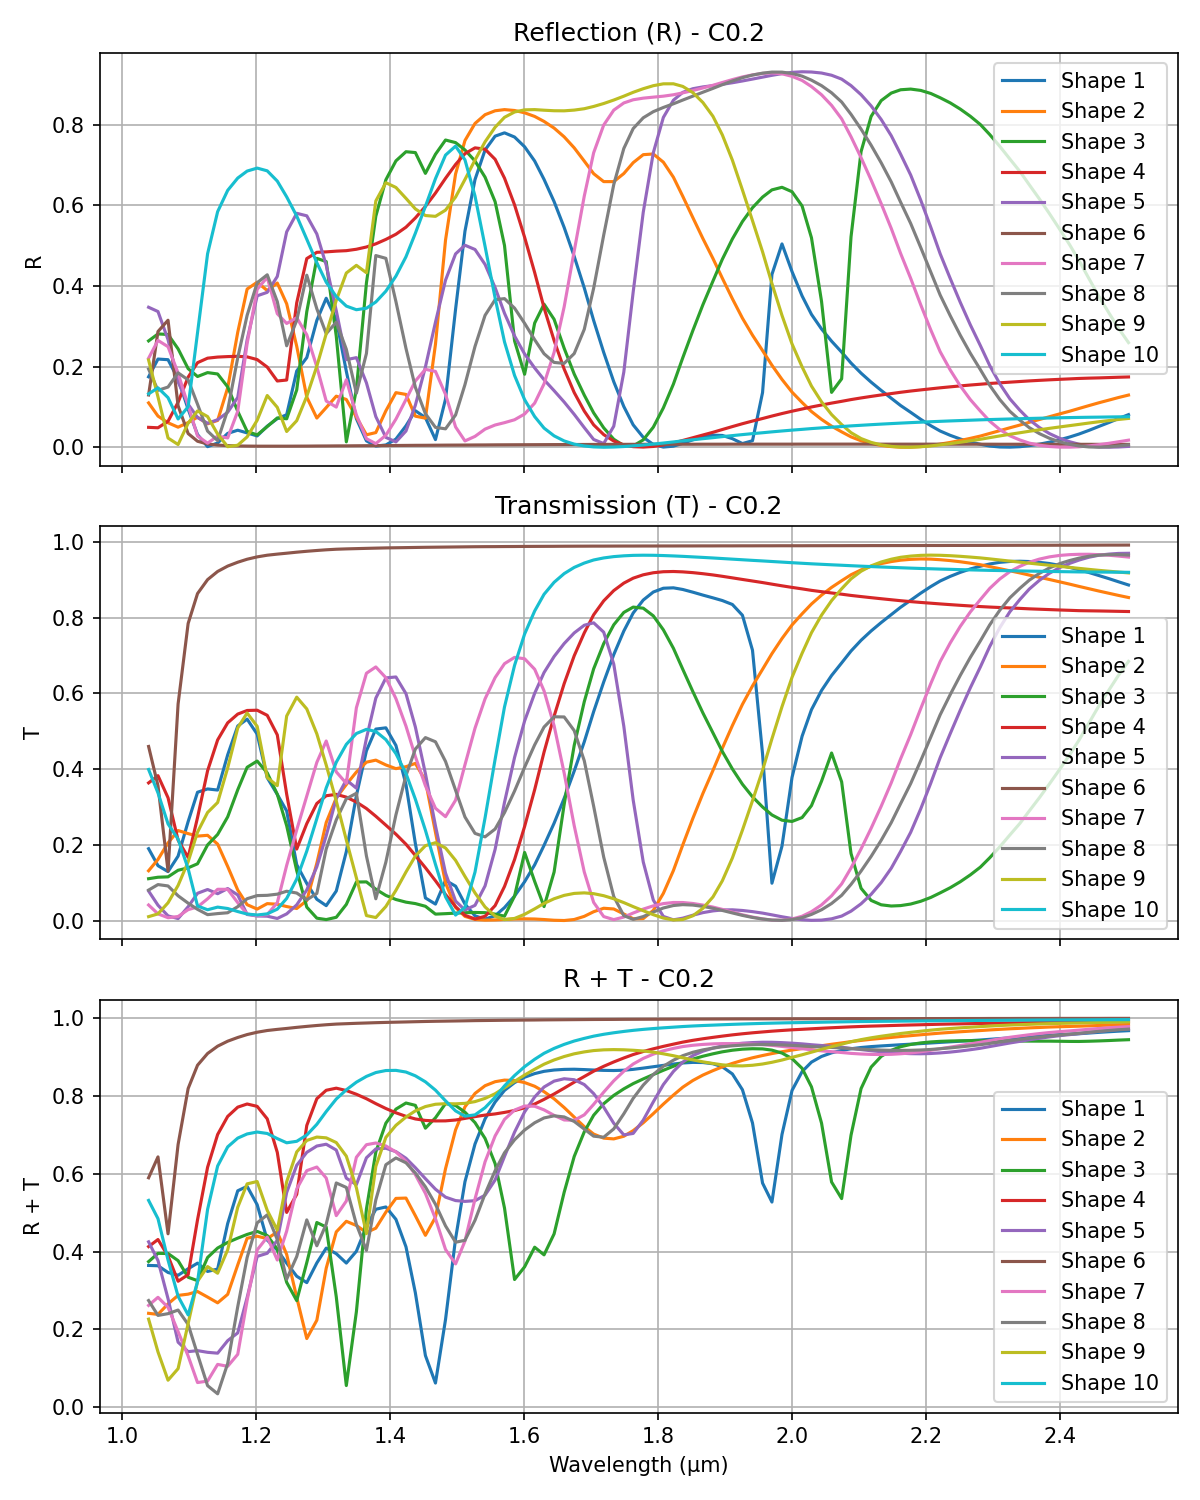 Reflection (R) - C0.2
R
0.8
0.6
0.4
0.2
0.0
Shape 1
Shape 2
Shape 3
Shape 4
Shape 5
Shape 6
Shape 7
Shape 8
Shape 9
Shape 10
Transmission (T) - C0.2
T
1.0
0.8
0.6
0.4
0.2
0.0
Shape 1
Shape 2
Shape 3
Shape 4
Shape 5
Shape 6
Shape 7
Shape 8
Shape 9
Shape 10
R + T - C0.2
R + T
1.0
0.8
0.6
0.4
0.2
0.0
Shape 1
Shape 2
Shape 3
Shape 4
Shape 5
Shape 6
Shape 7
Shape 8
Shape 9
Shape 10
1.0 1.2 1.4 1.6 1.8 2.0 2.2 2.4
Wavelength (μm)